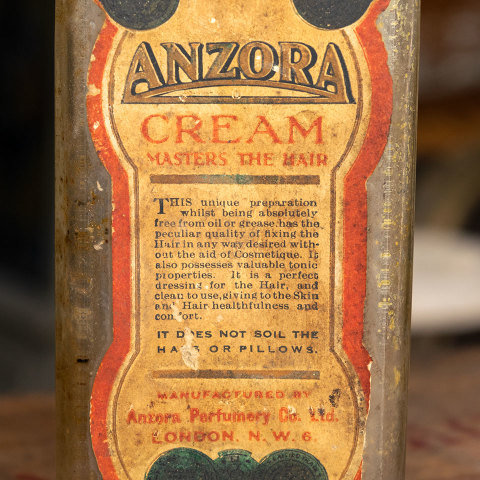 ANZORA
CREAM
MASTERS THE HAIR
THIS unique preparation
whilst being absolutely
free from oil or grease, has the
peculiar quality of fixing the
Hair in any way desired with-
out the aid of Cosmetique. It
also possesses valuable tonic
properties. It is a perfect
dressing for the Hair, and
clean to use, giving to the Skin
and Hair healthfulness and
comfort.
IT DOES NOT SOIL THE
HAIR OR PILLOWS.
MANUFACTURED BY
Anzora Perfumery Co. Ltd.
LONDON, N.W. 6